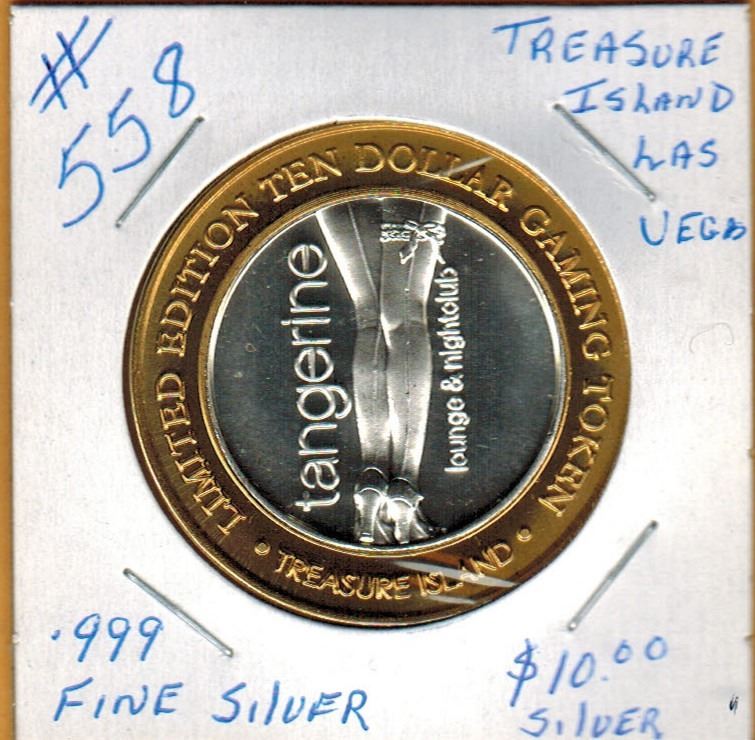 # 558
TREASURE
ISLAND
LAS
VEGAS
LIMITED EDITION TEN DOLLAR GAMING TOKEN
tangerine
lounge & nightclub
• TREASURE ISLAND •
.999
FINE SILVER
$10.00
SILVER